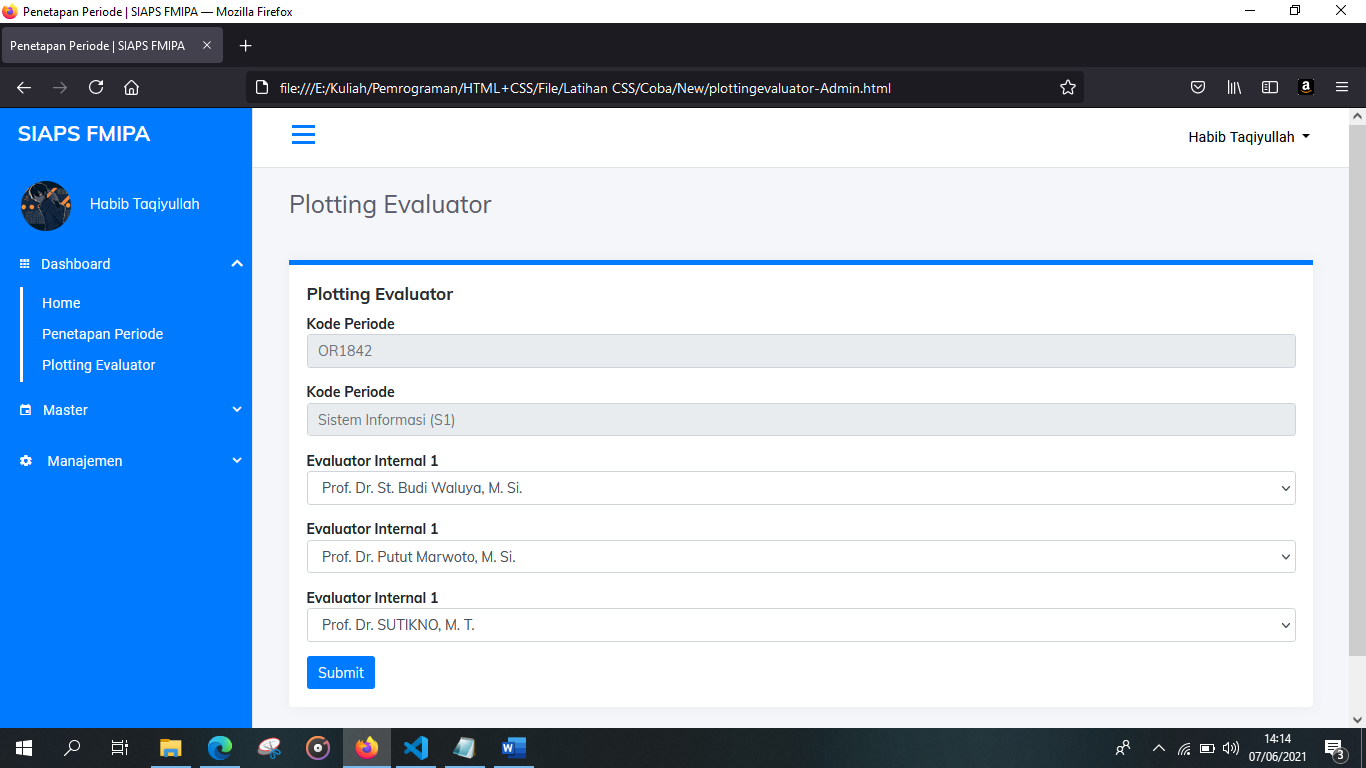 Penetapan Periode | SIAPS FMIPA — Mozilla Firefox
Penetapan Periode | SIAPS FMIPA
file:///E:/Kuliah/Pemrograman/HTML+CSS/File/Latihan CSS/Coba/New/plottingevaluator-Admin.html
SIAPS FMIPA
Habib Taqiyullah
Habib Taqiyullah
Dashboard
Home
Penetapan Periode
Plotting Evaluator
Master
Manajemen
Plotting Evaluator
Plotting Evaluator
Kode Periode
OR1842
Kode Periode
Sistem Informasi (S1)
Evaluator Internal 1
Prof. Dr. St. Budi Waluya, M. Si.
Evaluator Internal 1
Prof. Dr. Putut Marwoto, M. Si.
Evaluator Internal 1
Prof. Dr. SUTIKNO, M. T.
Submit
14:14
07/06/2021
3